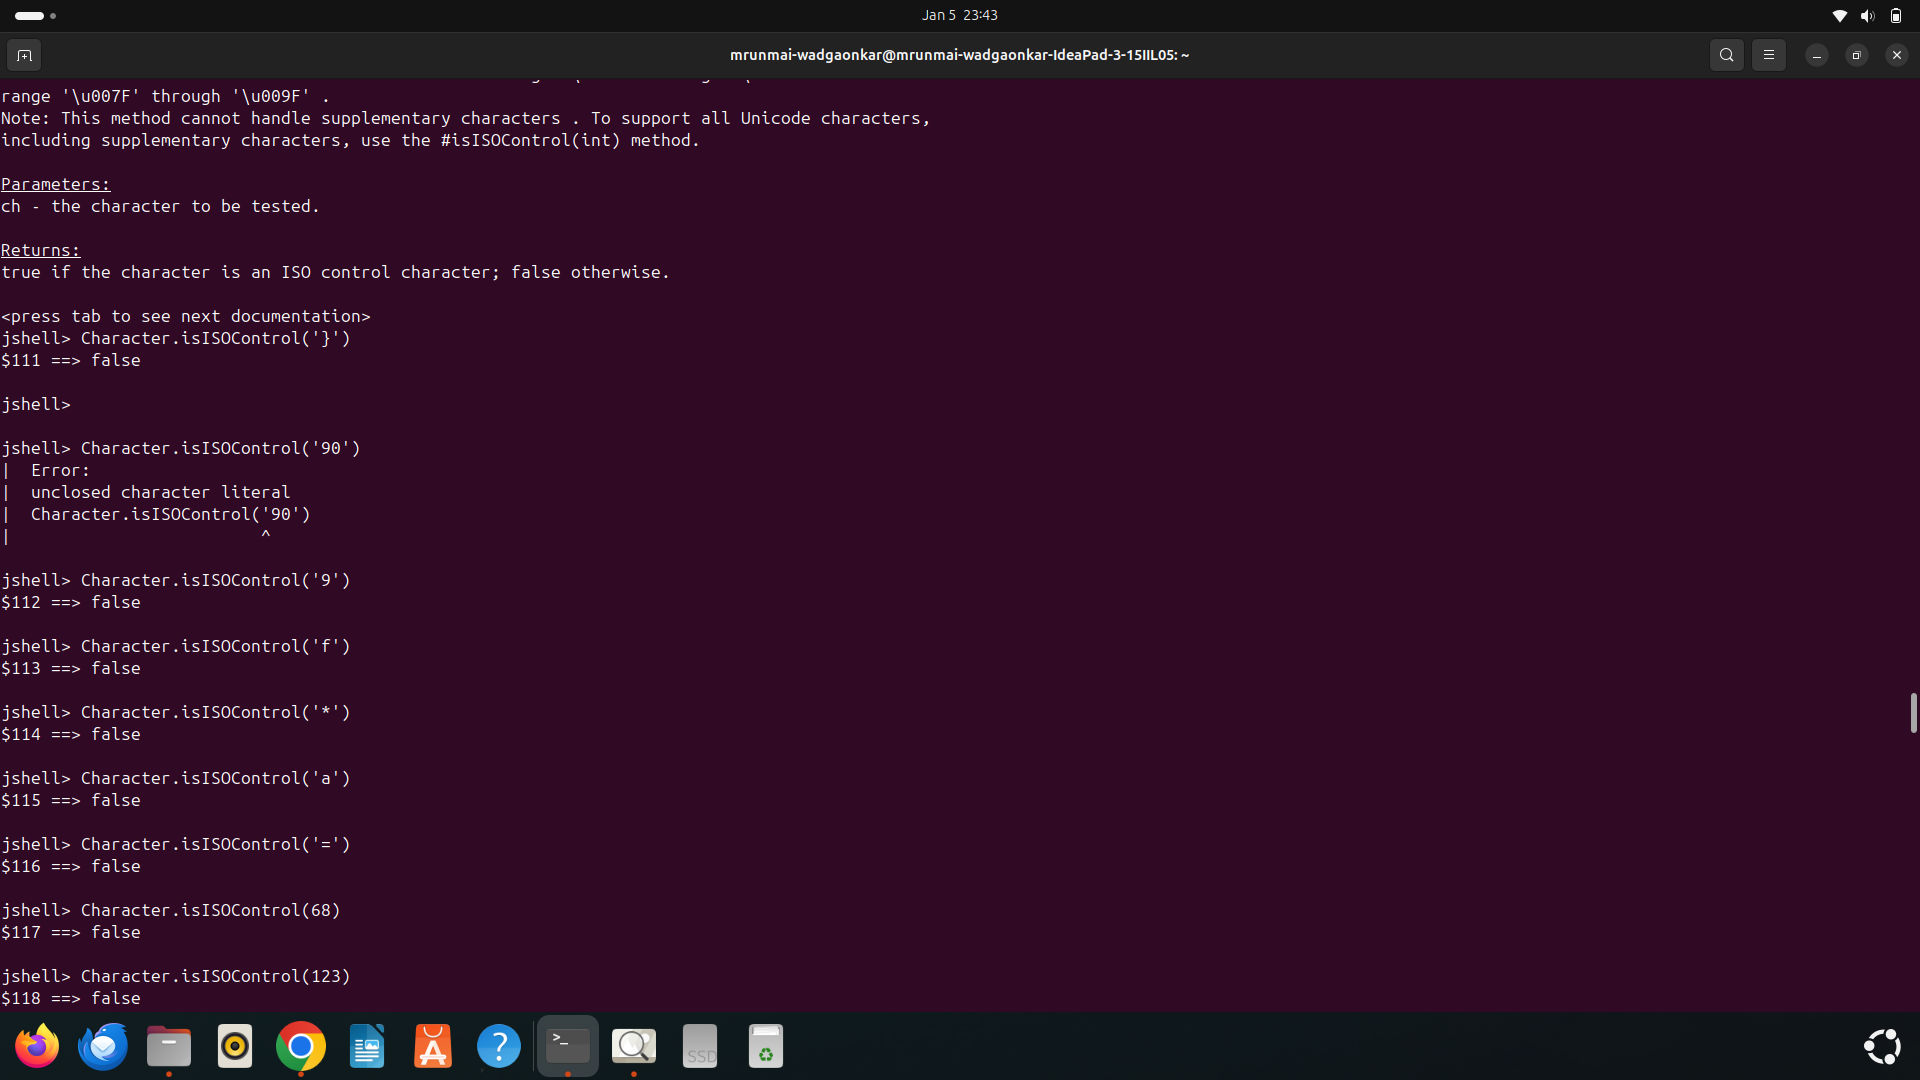 Jan 5 23:43
mrunmai-wadgaonkar@mrunmai-wadgaonkar-IdeaPad-3-15IIL05: ~
range '\u007F' through '\u009F' .
Note: This method cannot handle supplementary characters . To support all Unicode characters,
including supplementary characters, use the #isISOControl(int) method.
Parameters:
ch - the character to be tested.
Returns:
true if the character is an ISO control character; false otherwise.
<press tab to see next documentation>
jshell> Character.isISOControl('}')
$111 ==> false
jshell>
jshell> Character.isISOControl('90')
|  Error:
|  unclosed character literal
|  Character.isISOControl('90')
|                         ^
jshell> Character.isISOControl('9')
$112 ==> false
jshell> Character.isISOControl('f')
$113 ==> false
jshell> Character.isISOControl('*')
$114 ==> false
jshell> Character.isISOControl('a')
$115 ==> false
jshell> Character.isISOControl('=')
$116 ==> false
jshell> Character.isISOControl(68)
$117 ==> false
jshell> Character.isISOControl(123)
$118 ==> false
SSD